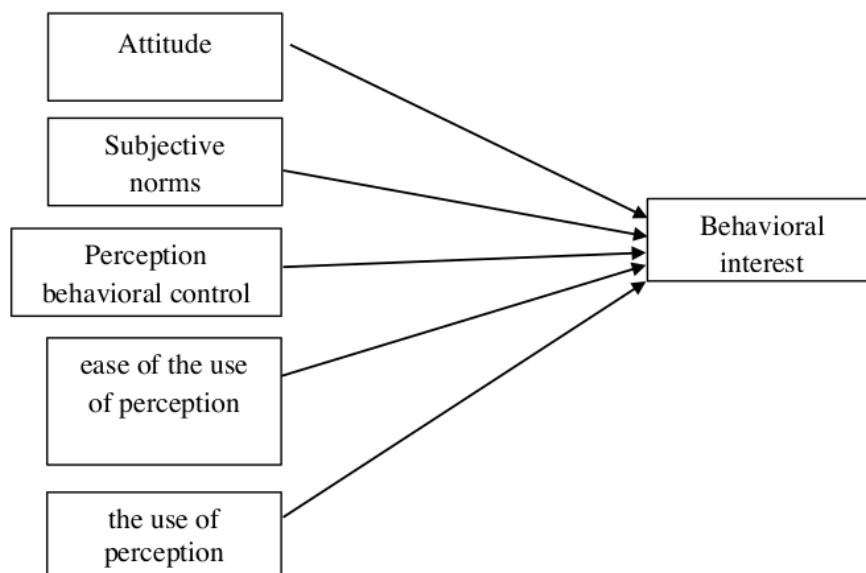 Attitude
Subjective
norms
Perception
behavioral control
ease of the use
of perception
the use of
perception
Behavioral
interest